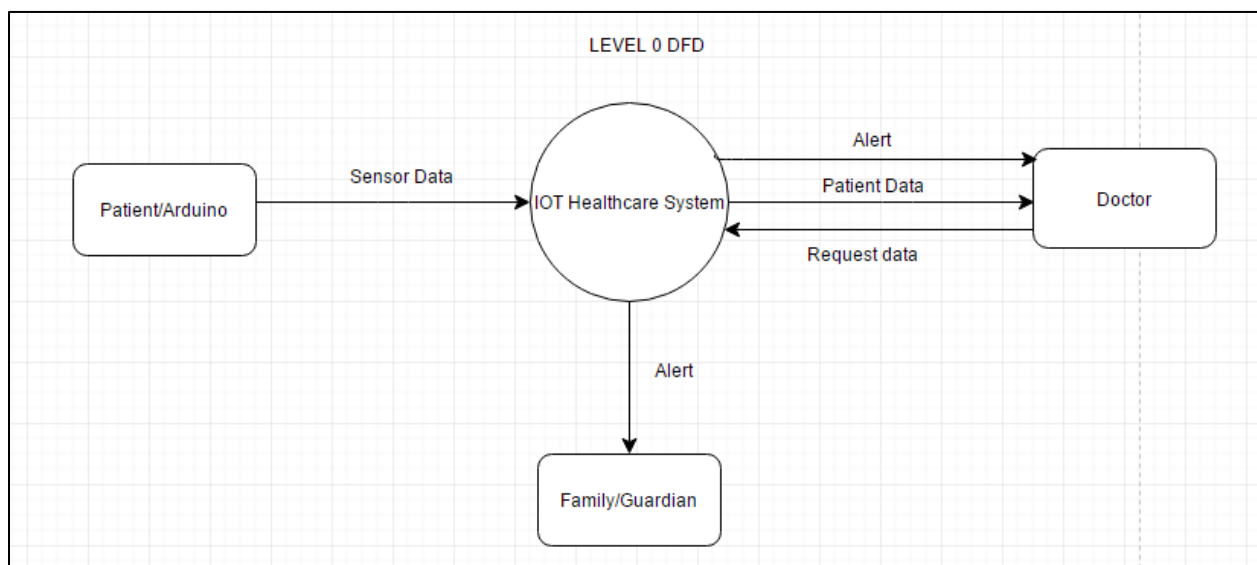 LEVEL 0 DFD
Alert
Sensor Data
Patient Data
Patient/Arduino
IOT Healthcare System
Doctor
Request data
Alert
Family/Guardian